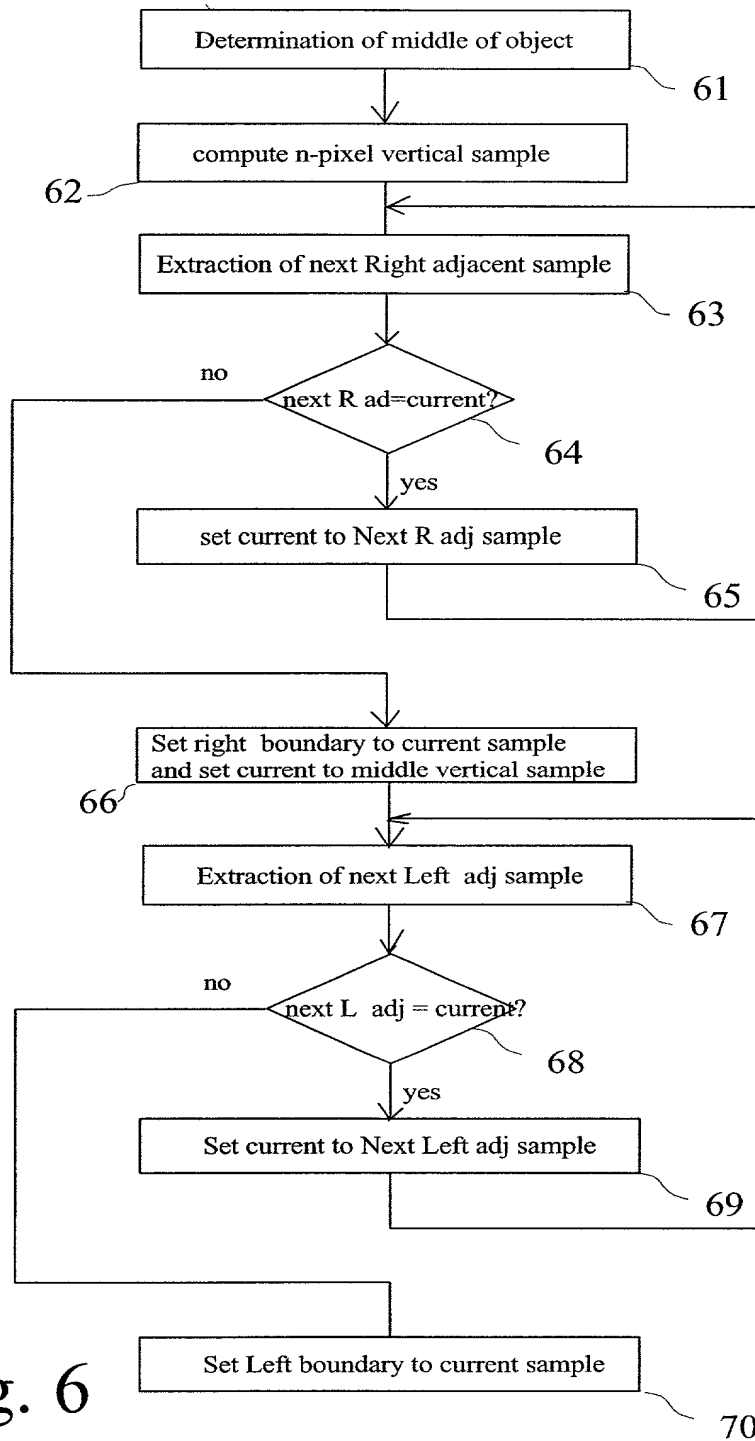 Determination of middle of object
61
compute n-pixel vertical sample
62
Extraction of next Right adjacent sample
63
no
next R ad=current?
64
yes
set current to Next R adj sample
65
Set right boundary to current sample
and set current to middle vertical sample
66
Extraction of next Left adj sample
67
no
next L adj = current?
68
yes
Set current to Next Left adj sample
69
Set Left boundary to current sample
70
g. 6